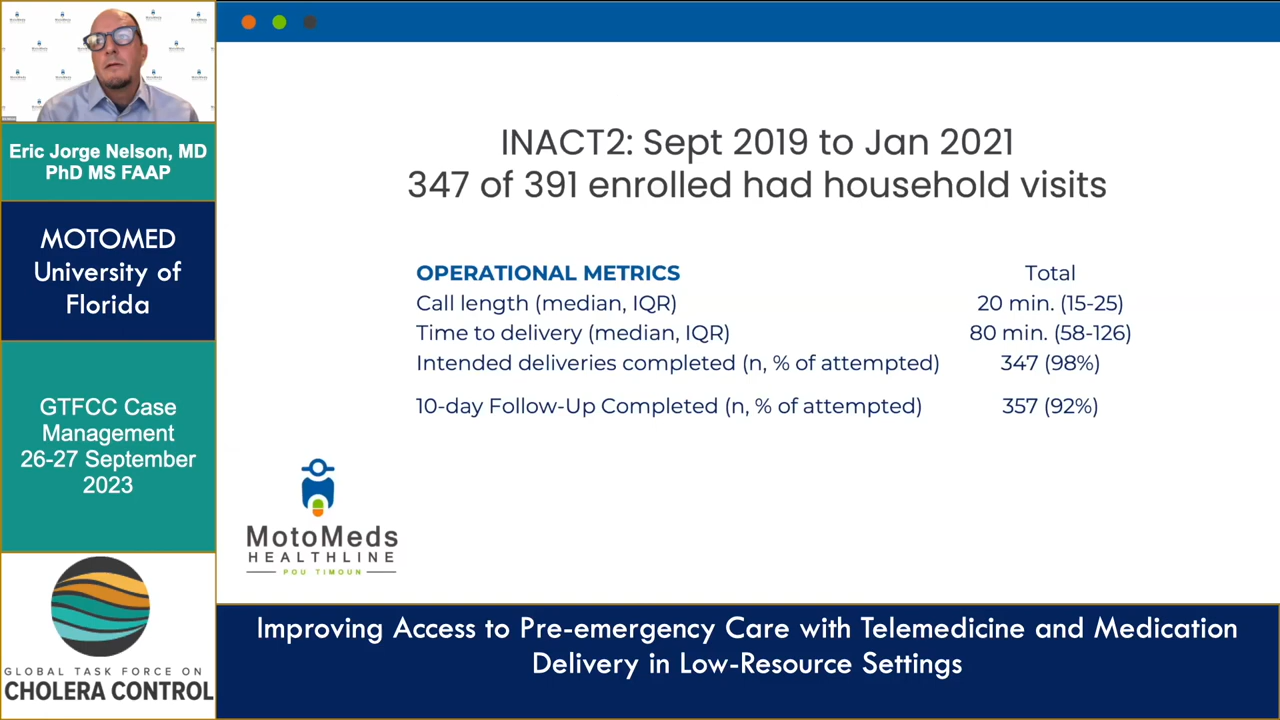 Eric Jorge Nelson, MD
PhD MS FAAP
MOTOMED
University of
Florida
GTFCC Case
Management
26-27 September
2023
GLOBAL TASK FORCE ON
CHOLERA CONTROL
INACT2: Sept 2019 to Jan 2021
347 of 391 enrolled had household visits
OPERATIONAL METRICS Total
Call length (median, IQR) 20 min. (15-25)
Time to delivery (median, IQR) 80 min. (58-126)
Intended deliveries completed (n, % of attempted) 347 (98%)
10-day Follow-Up Completed (n, % of attempted) 357 (92%)
MotoMeds
HEALTHLINE
POU TIMOUN
Improving Access to Pre-emergency Care with Telemedicine and Medication
Delivery in Low-Resource Settings